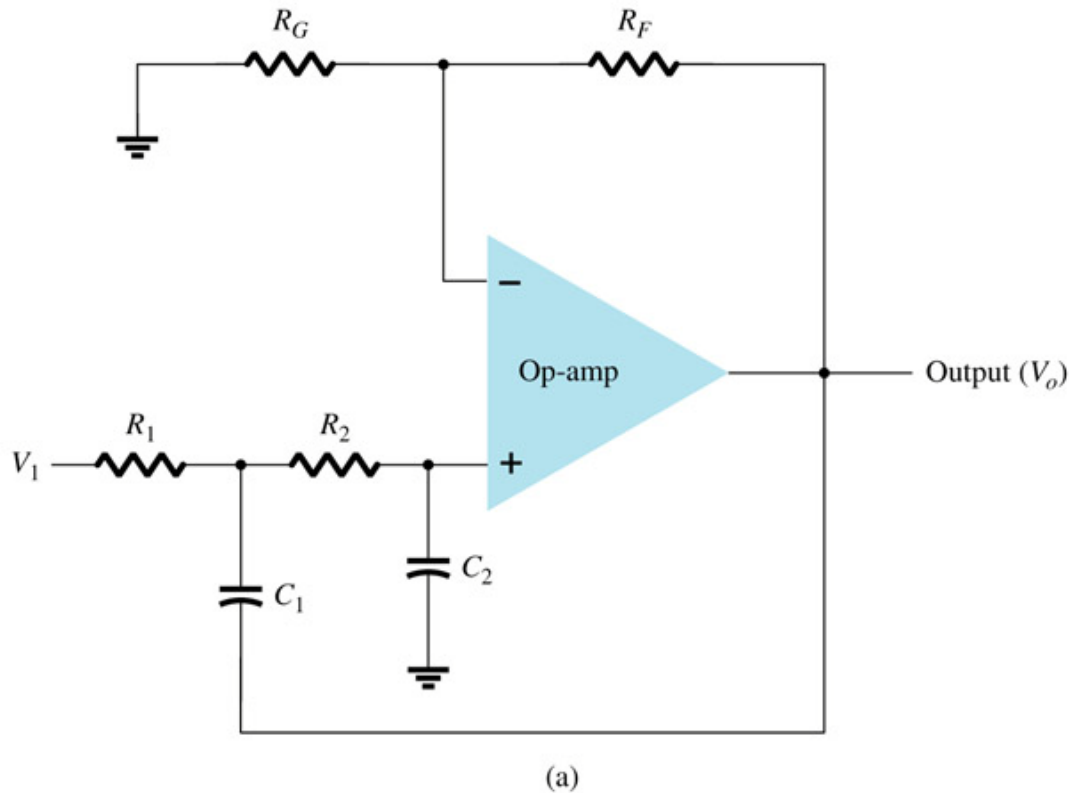 R_G
R_F
−
Op-amp
Output (V_o)
R_1
R_2
V_1
+
C_2
C_1
(a)